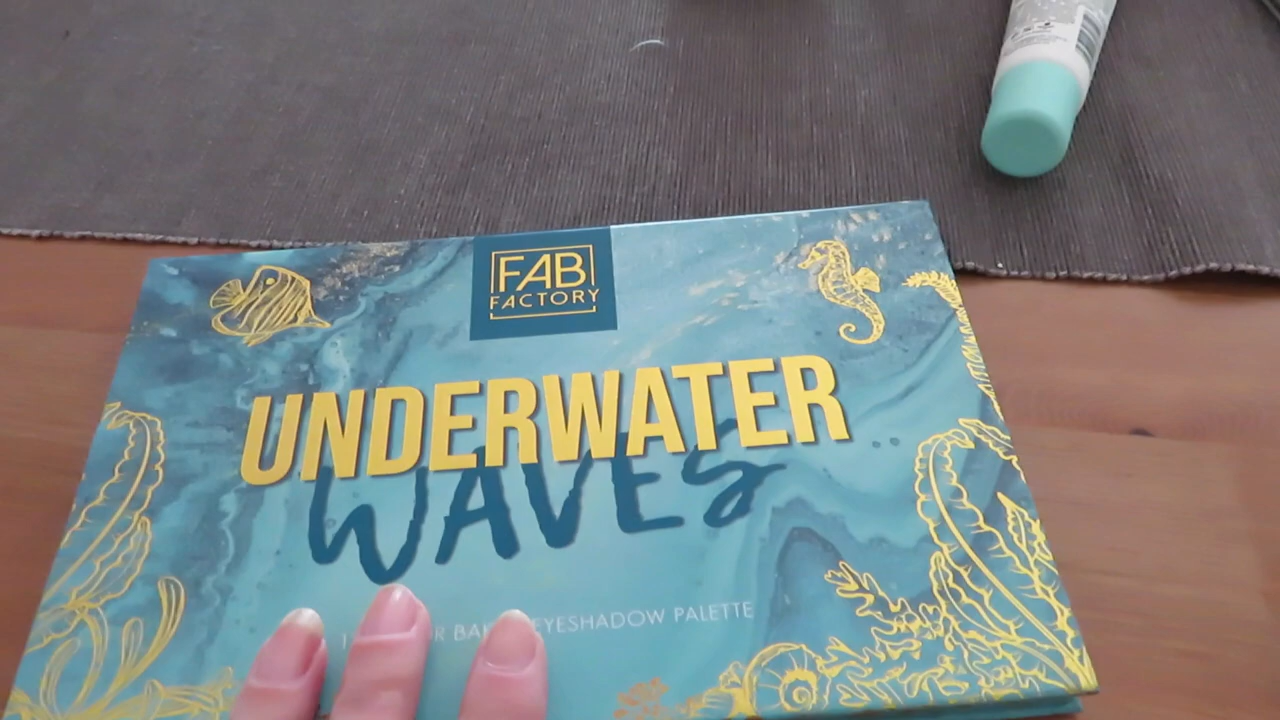 FAB
FACTORY
UNDERWATER
WAVES
EYESHADOW PALETTE